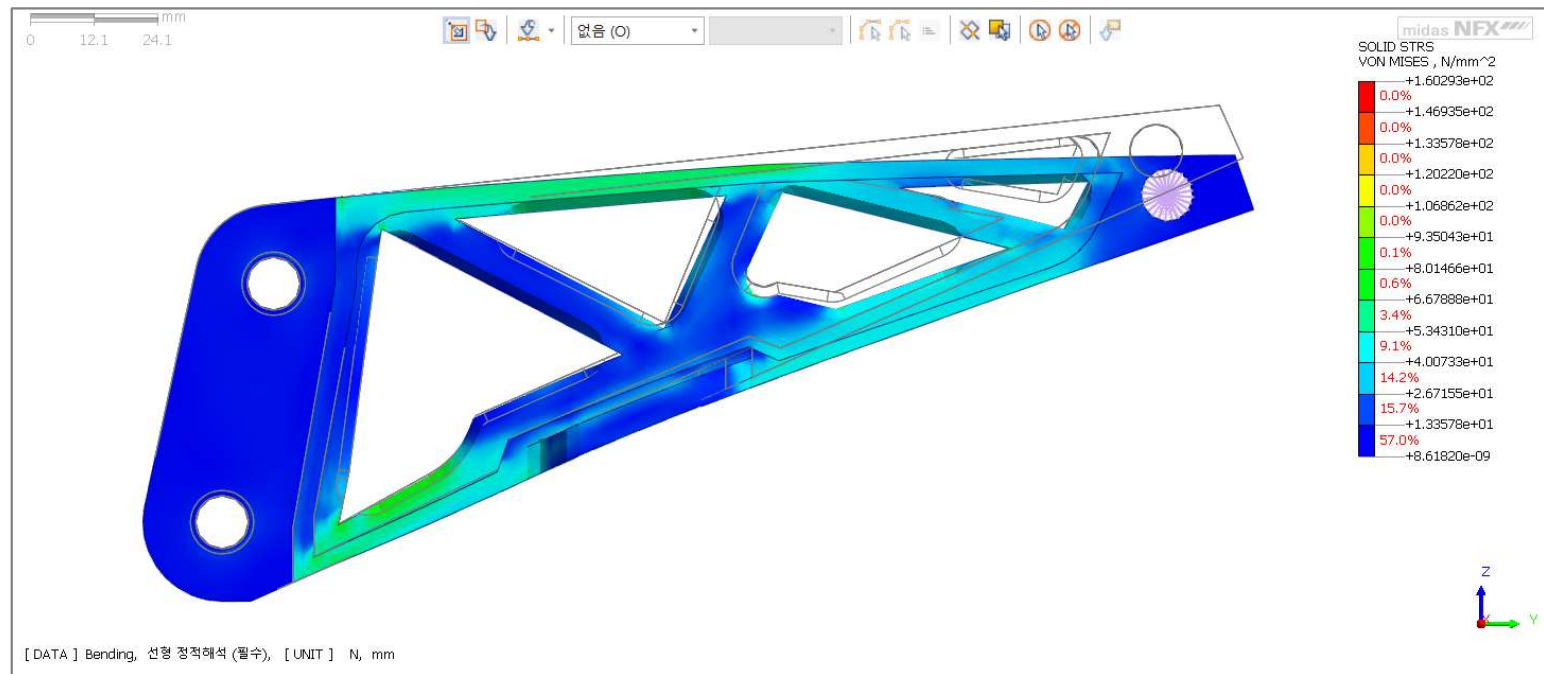 mm
0 12.1 24.1
없음 (O)
midas NFX
SOLID STRS
VON MISES , N/mm^2
+1.60293e+02
0.0%
+1.46935e+02
0.0%
+1.33578e+02
0.0%
+1.20220e+02
0.0%
+1.06862e+02
0.0%
+9.35043e+01
0.1%
+8.01466e+01
0.6%
+6.67888e+01
3.4%
+5.34310e+01
9.1%
+4.00733e+01
14.2%
+2.67155e+01
15.7%
+1.33578e+01
57.0%
+8.61820e-09
Z
X
Y
[ DATA ] Bending, 선형 정적해석 (필수), [ UNIT ] N, mm